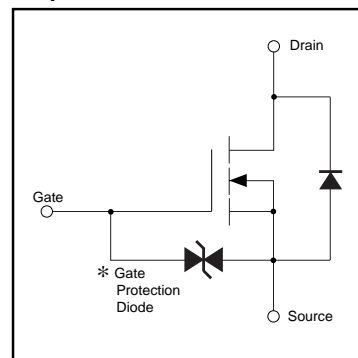 Drain
Gate
* Gate
Protection
Diode
Source